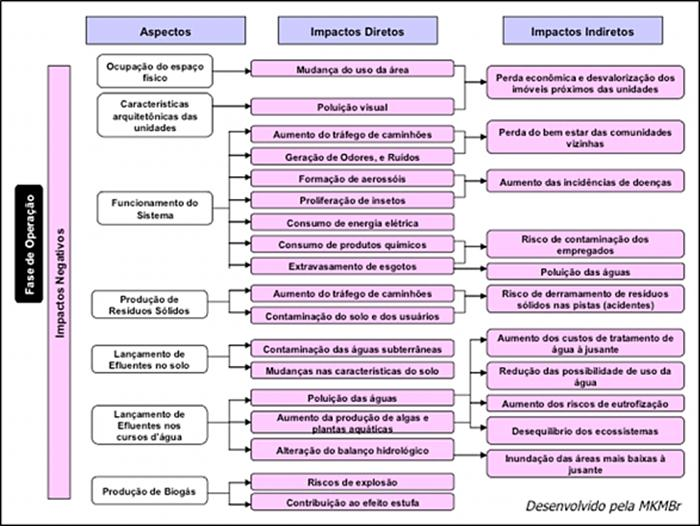 Aspectos
Impactos Diretos
Impactos Indiretos
Fase de Operação
Impactos Negativos
Ocupação do espaço
físico
Mudança do uso da área
Perda econômica e desvalorização dos
imóveis próximos das unidades
Características
arquitetônicas das
unidades
Poluição visual
Funcionamento do
Sistema
Aumento do tráfego de caminhões
Geração de Odores, e Ruídos
Perda do bem estar das comunidades
vizinhas
Formação de aerossóis
Proliferação de insetos
Aumento das incidências de doenças
Consumo de energia elétrica
Consumo de produtos químicos
Extravasamento de esgotos
Risco de contaminação dos
empregados
Poluição das águas
Produção de
Resíduos Sólidos
Aumento do tráfego de caminhões
Contaminação do solo e dos usuários
Risco de derramamento de resíduos
sólidos nas pistas (acidentes)
Lançamento de
Efluentes no solo
Contaminação das águas subterrâneas
Mudanças nas características do solo
Lançamento de
Efluentes nos
cursos d'água
Poluição das águas
Aumento da produção de algas e
plantas aquáticas
Alteração do balanço hidrológico
Aumento dos custos de tratamento de
água à jusante
Redução das possibilidade de uso da
água
Aumento dos riscos de eutrofização
Desequilíbrio dos ecossistemas
Inundação das áreas mais baixas à
jusante
Produção de Biogás
Riscos de explosão
Contribuição ao efeito estufa
Desenvolvido pela MKMBr